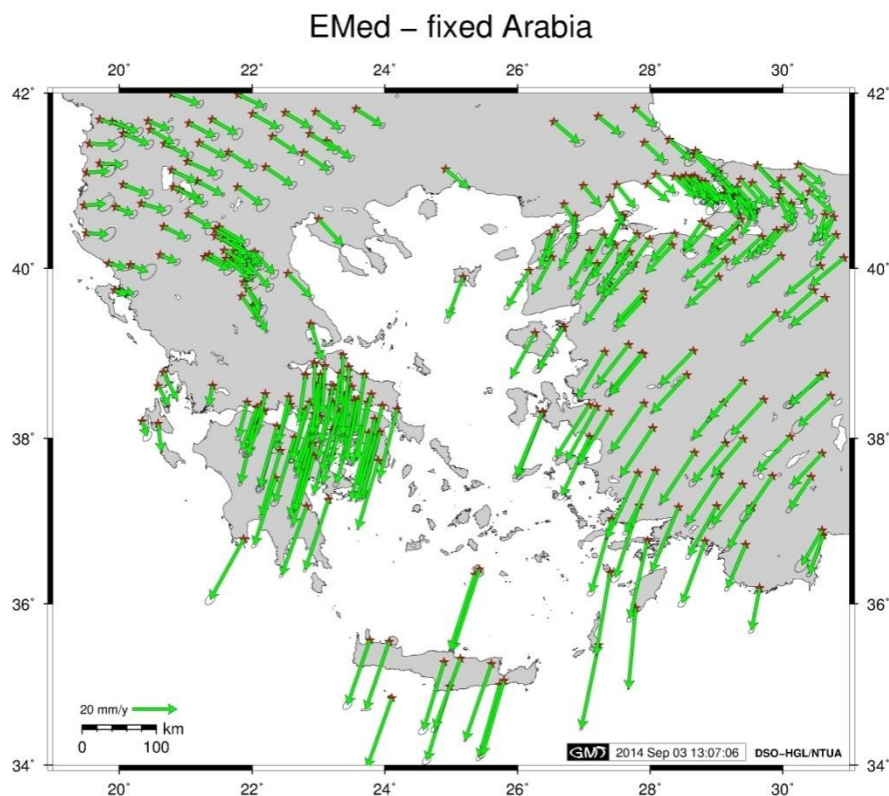 EMed – fixed Arabia
20˚ 22˚ 24˚ 26˚ 28˚ 30˚
42˚ 42˚
40˚ 40˚
38˚ 38˚
36˚ 36˚
20 mm/y
km
0 100
GMT 2014 Sep 03 13:07:06 DSO–HGL/NTUA
34˚ 34˚
20˚ 22˚ 24˚ 26˚ 28˚ 30˚